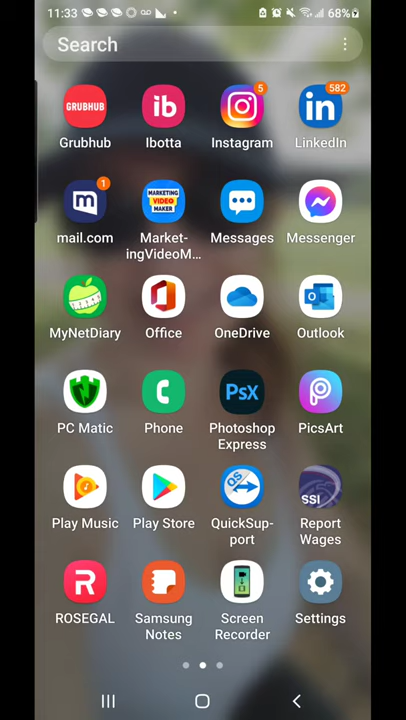 11:33
68%
Search
GRUBHUB
ib
5
582
in
Grubhub
Ibotta
Instagram
LinkedIn
m
1
MARKETING
VIDEO
MAKER
mail.com
Market-
ingVideoM...
Messages
Messenger
MyNetDiary
Office
OneDrive
Outlook
PsX
PC Matic
Phone
Photoshop
Express
PicsArt
QS
SSI
Play Music
Play Store
QuickSup-
port
Report
Wages
R
ROSEGAL
Samsung
Notes
Screen
Recorder
Settings